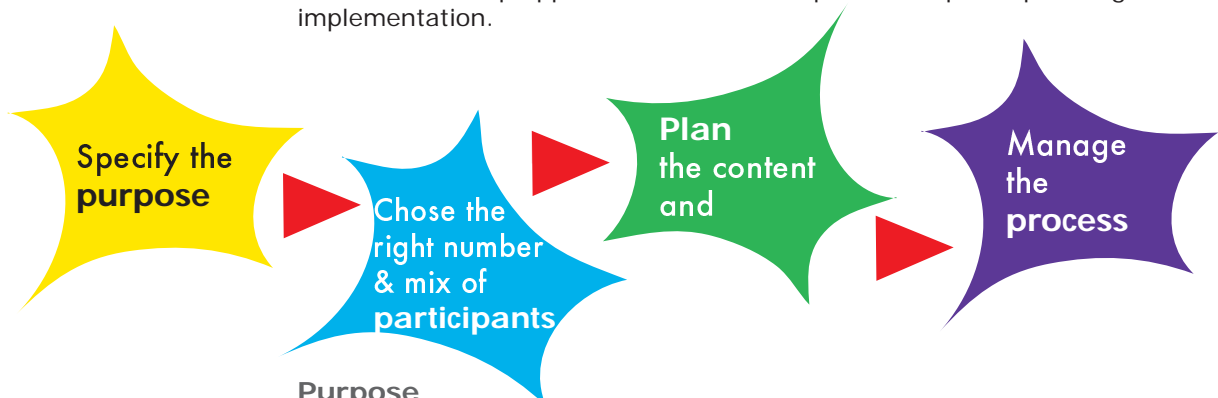 implementation.
Specify the
purpose
Chose the
right number
& mix of
participants
Plan
the content
and
Manage
the
process
Purpose